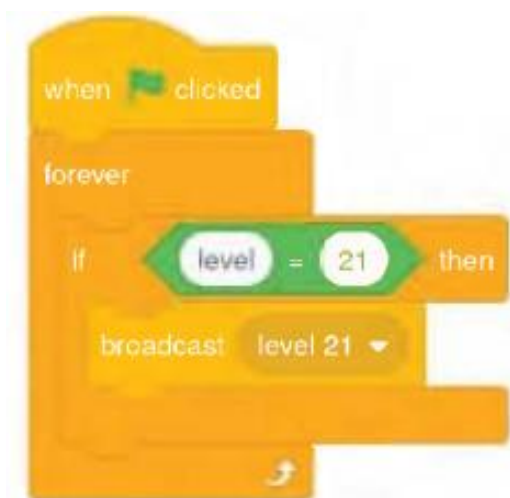 when clicked
forever
if level = 21 then
broadcast level 21